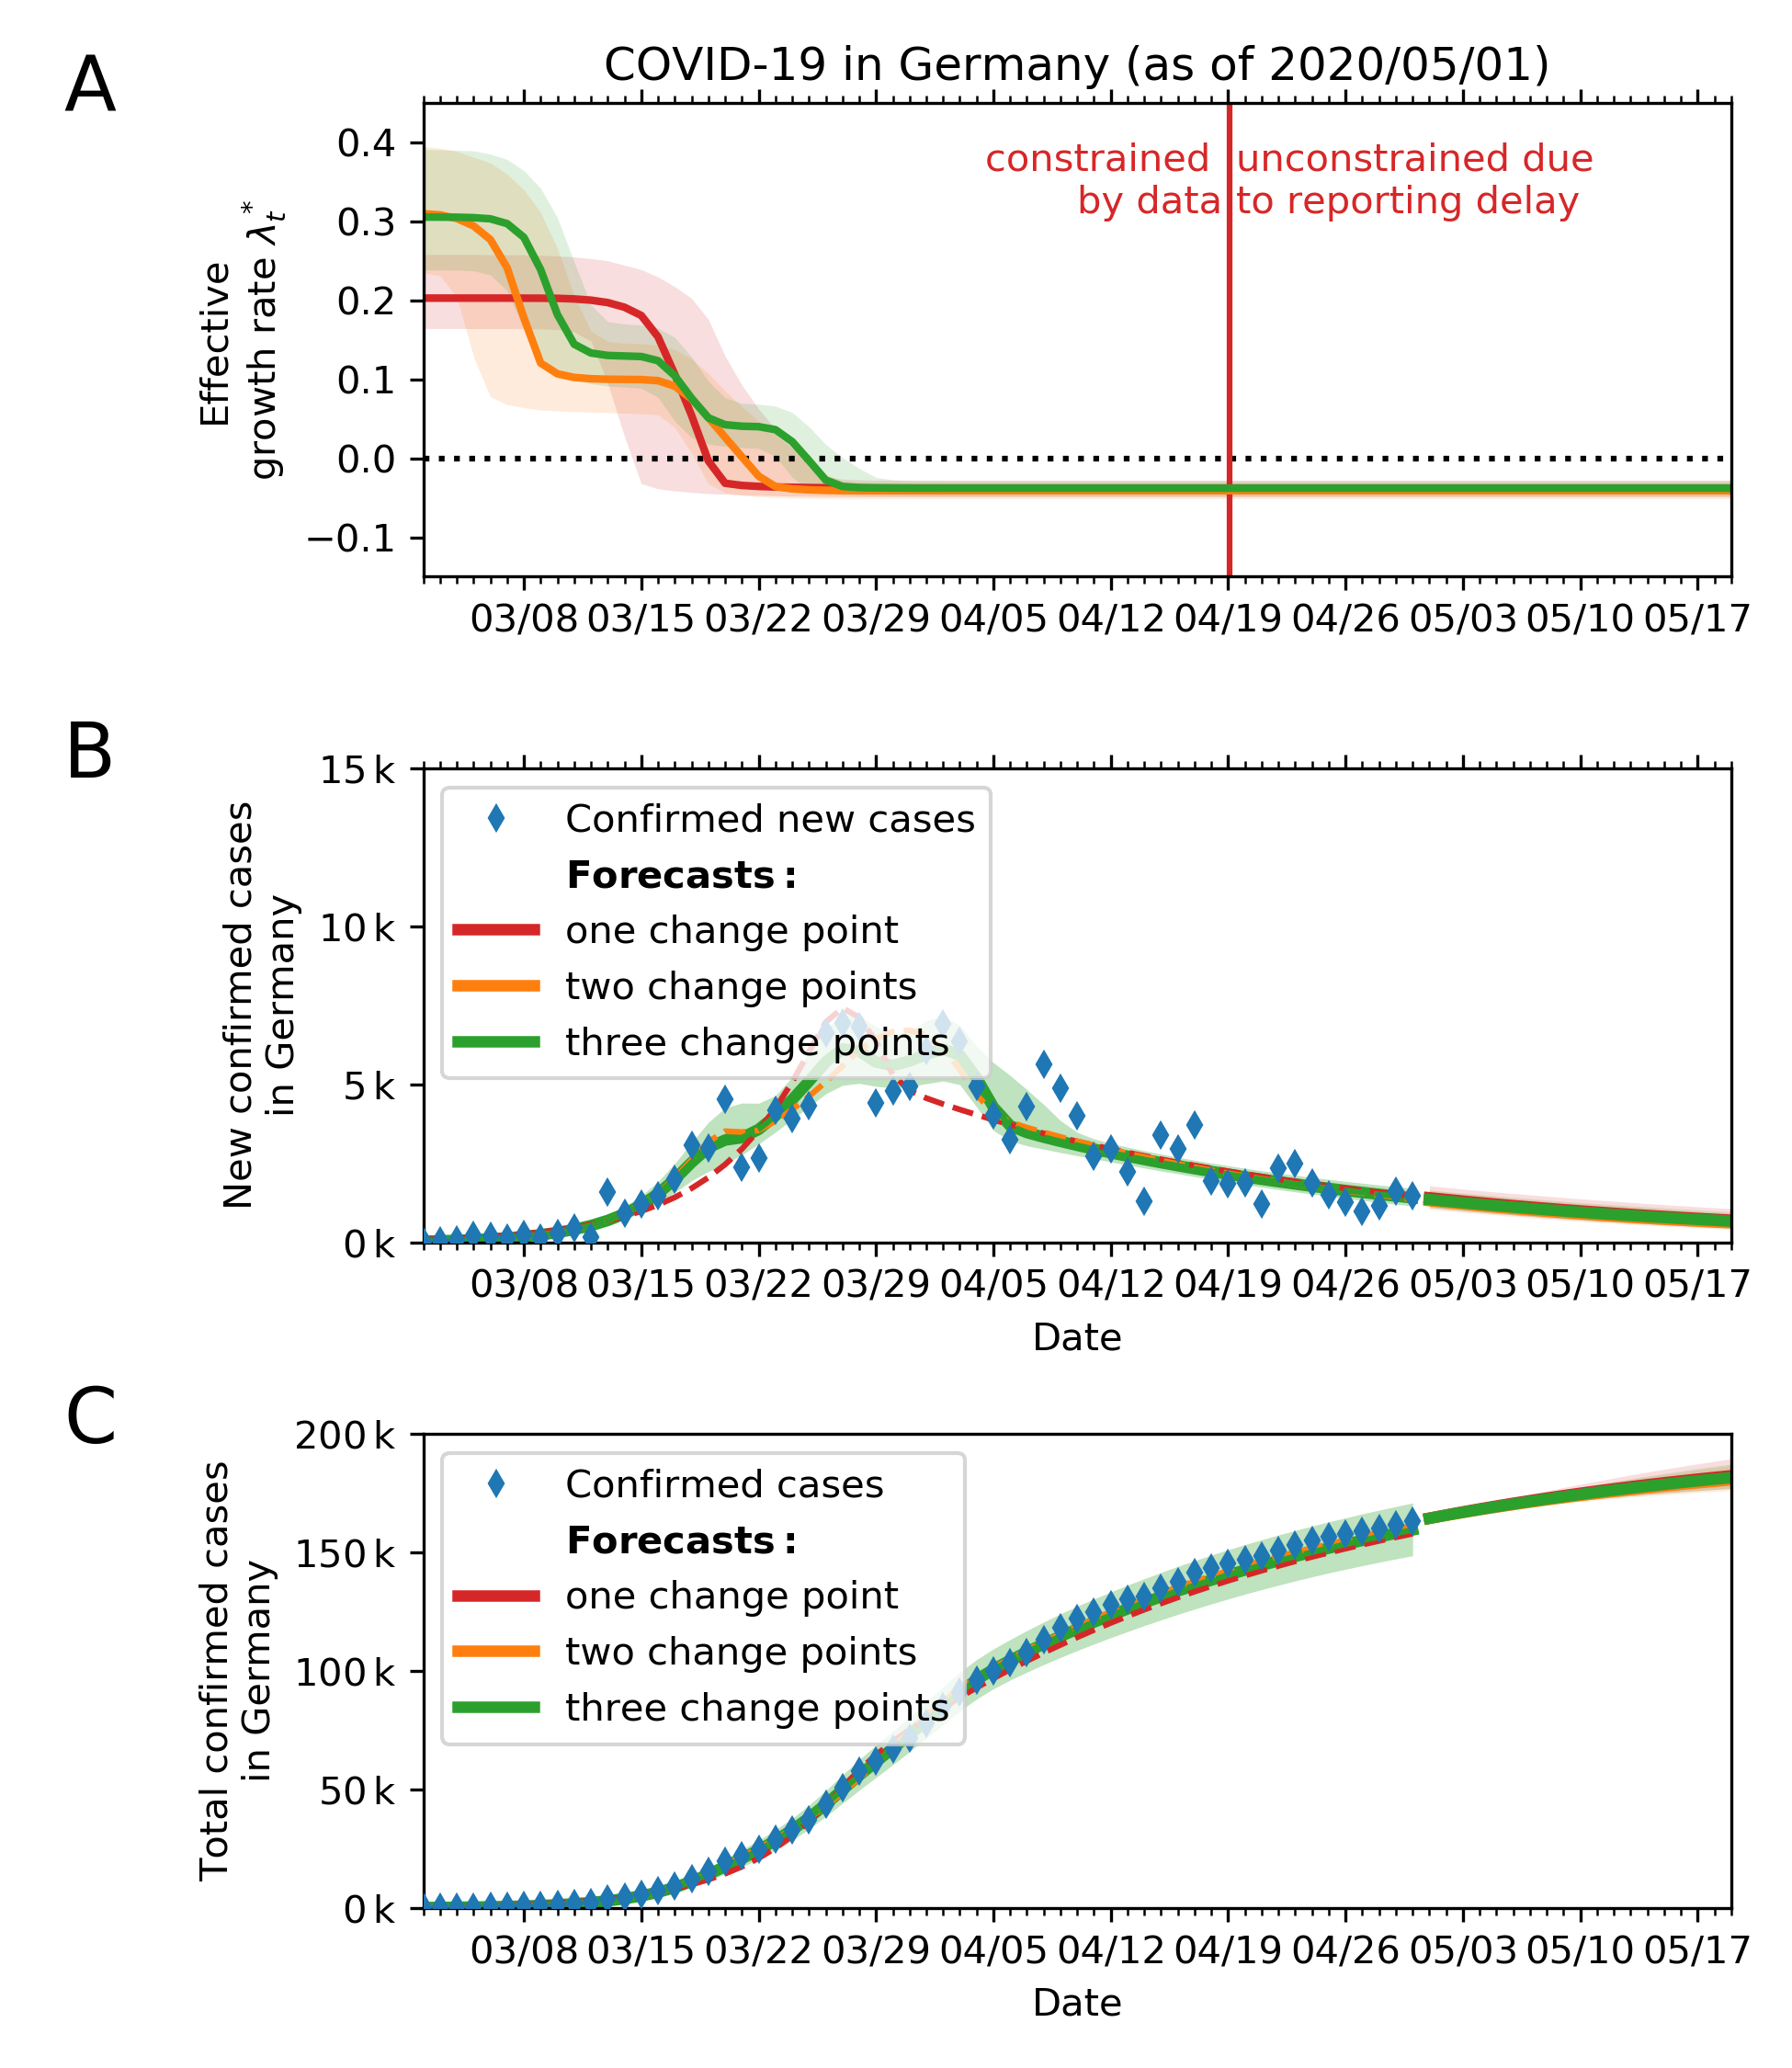 A
COVID-19 in Germany (as of 2020/05/01)
Effective
growth rate λ*t
0.4
0.3
0.2
0.1
0.0
−0.1
constrained
by data
unconstrained due
to reporting delay
03/08 03/15 03/22 03/29 04/05 04/12 04/19 04/26 05/03 05/10 05/17
B
New confirmed cases
in Germany
15 k
10 k
5 k
0 k
Confirmed new cases
Forecasts:
one change point
two change points
three change points
03/08 03/15 03/22 03/29 04/05 04/12 04/19 04/26 05/03 05/10 05/17
Date
C
Total confirmed cases
in Germany
200 k
150 k
100 k
50 k
0 k
Confirmed cases
Forecasts:
one change point
two change points
three change points
03/08 03/15 03/22 03/29 04/05 04/12 04/19 04/26 05/03 05/10 05/17
Date